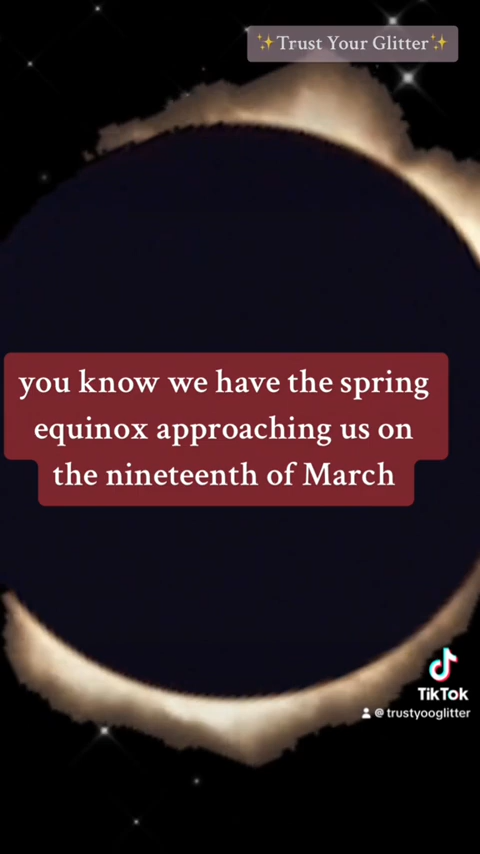 ✨Trust Your Glitter✨
you know we have the spring
equinox approaching us on
the nineteenth of March
TikTok
@trustyooglitter